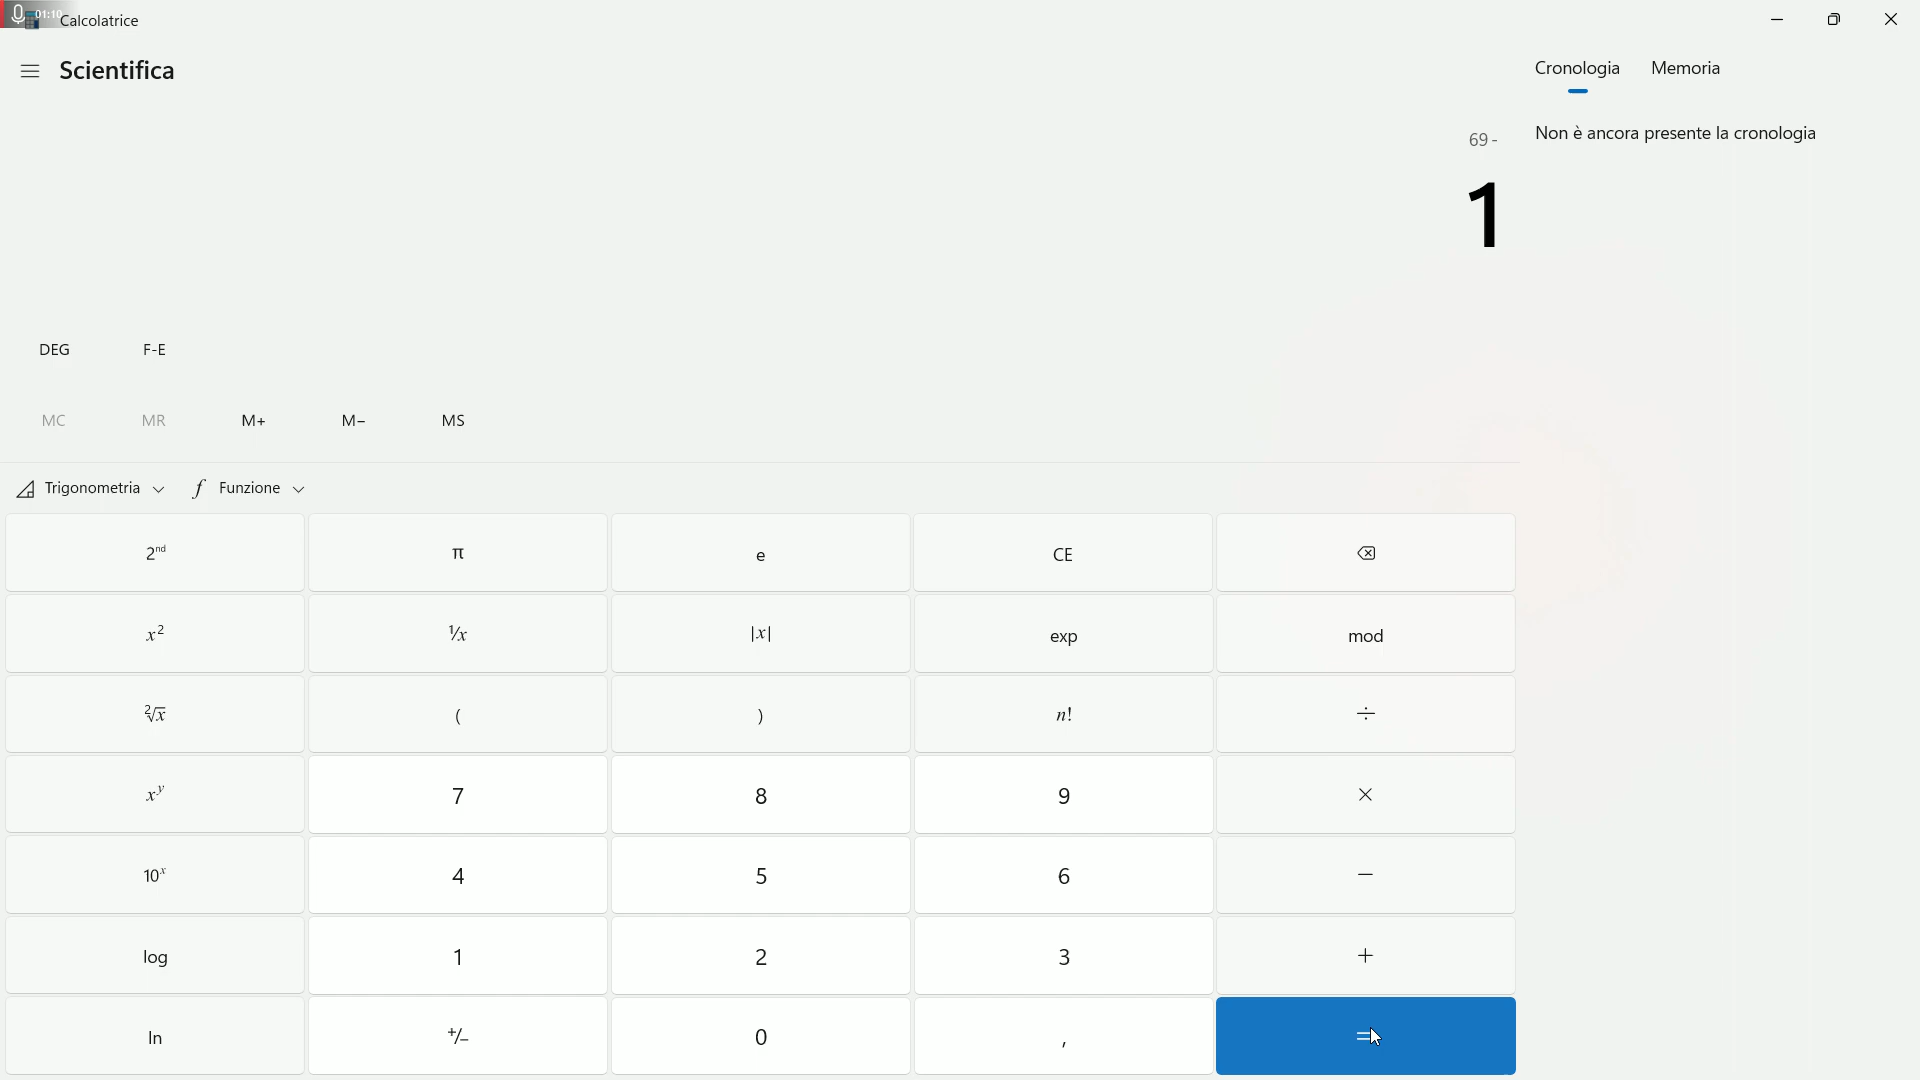 01:10
Calcolatrice
Scientifica
Cronologia Memoria
69 -
Non è ancora presente la cronologia
1
DEG F-E
MC MR M+ M− MS
Trigonometria f Funzione
2ⁿᵈ π e CE
x² ¹⁄x |x| exp mod
²√x ( ) n! ÷
xʸ 7 8 9 ×
10ˣ 4 5 6 −
log 1 2 3 +
ln +/− 0 , =